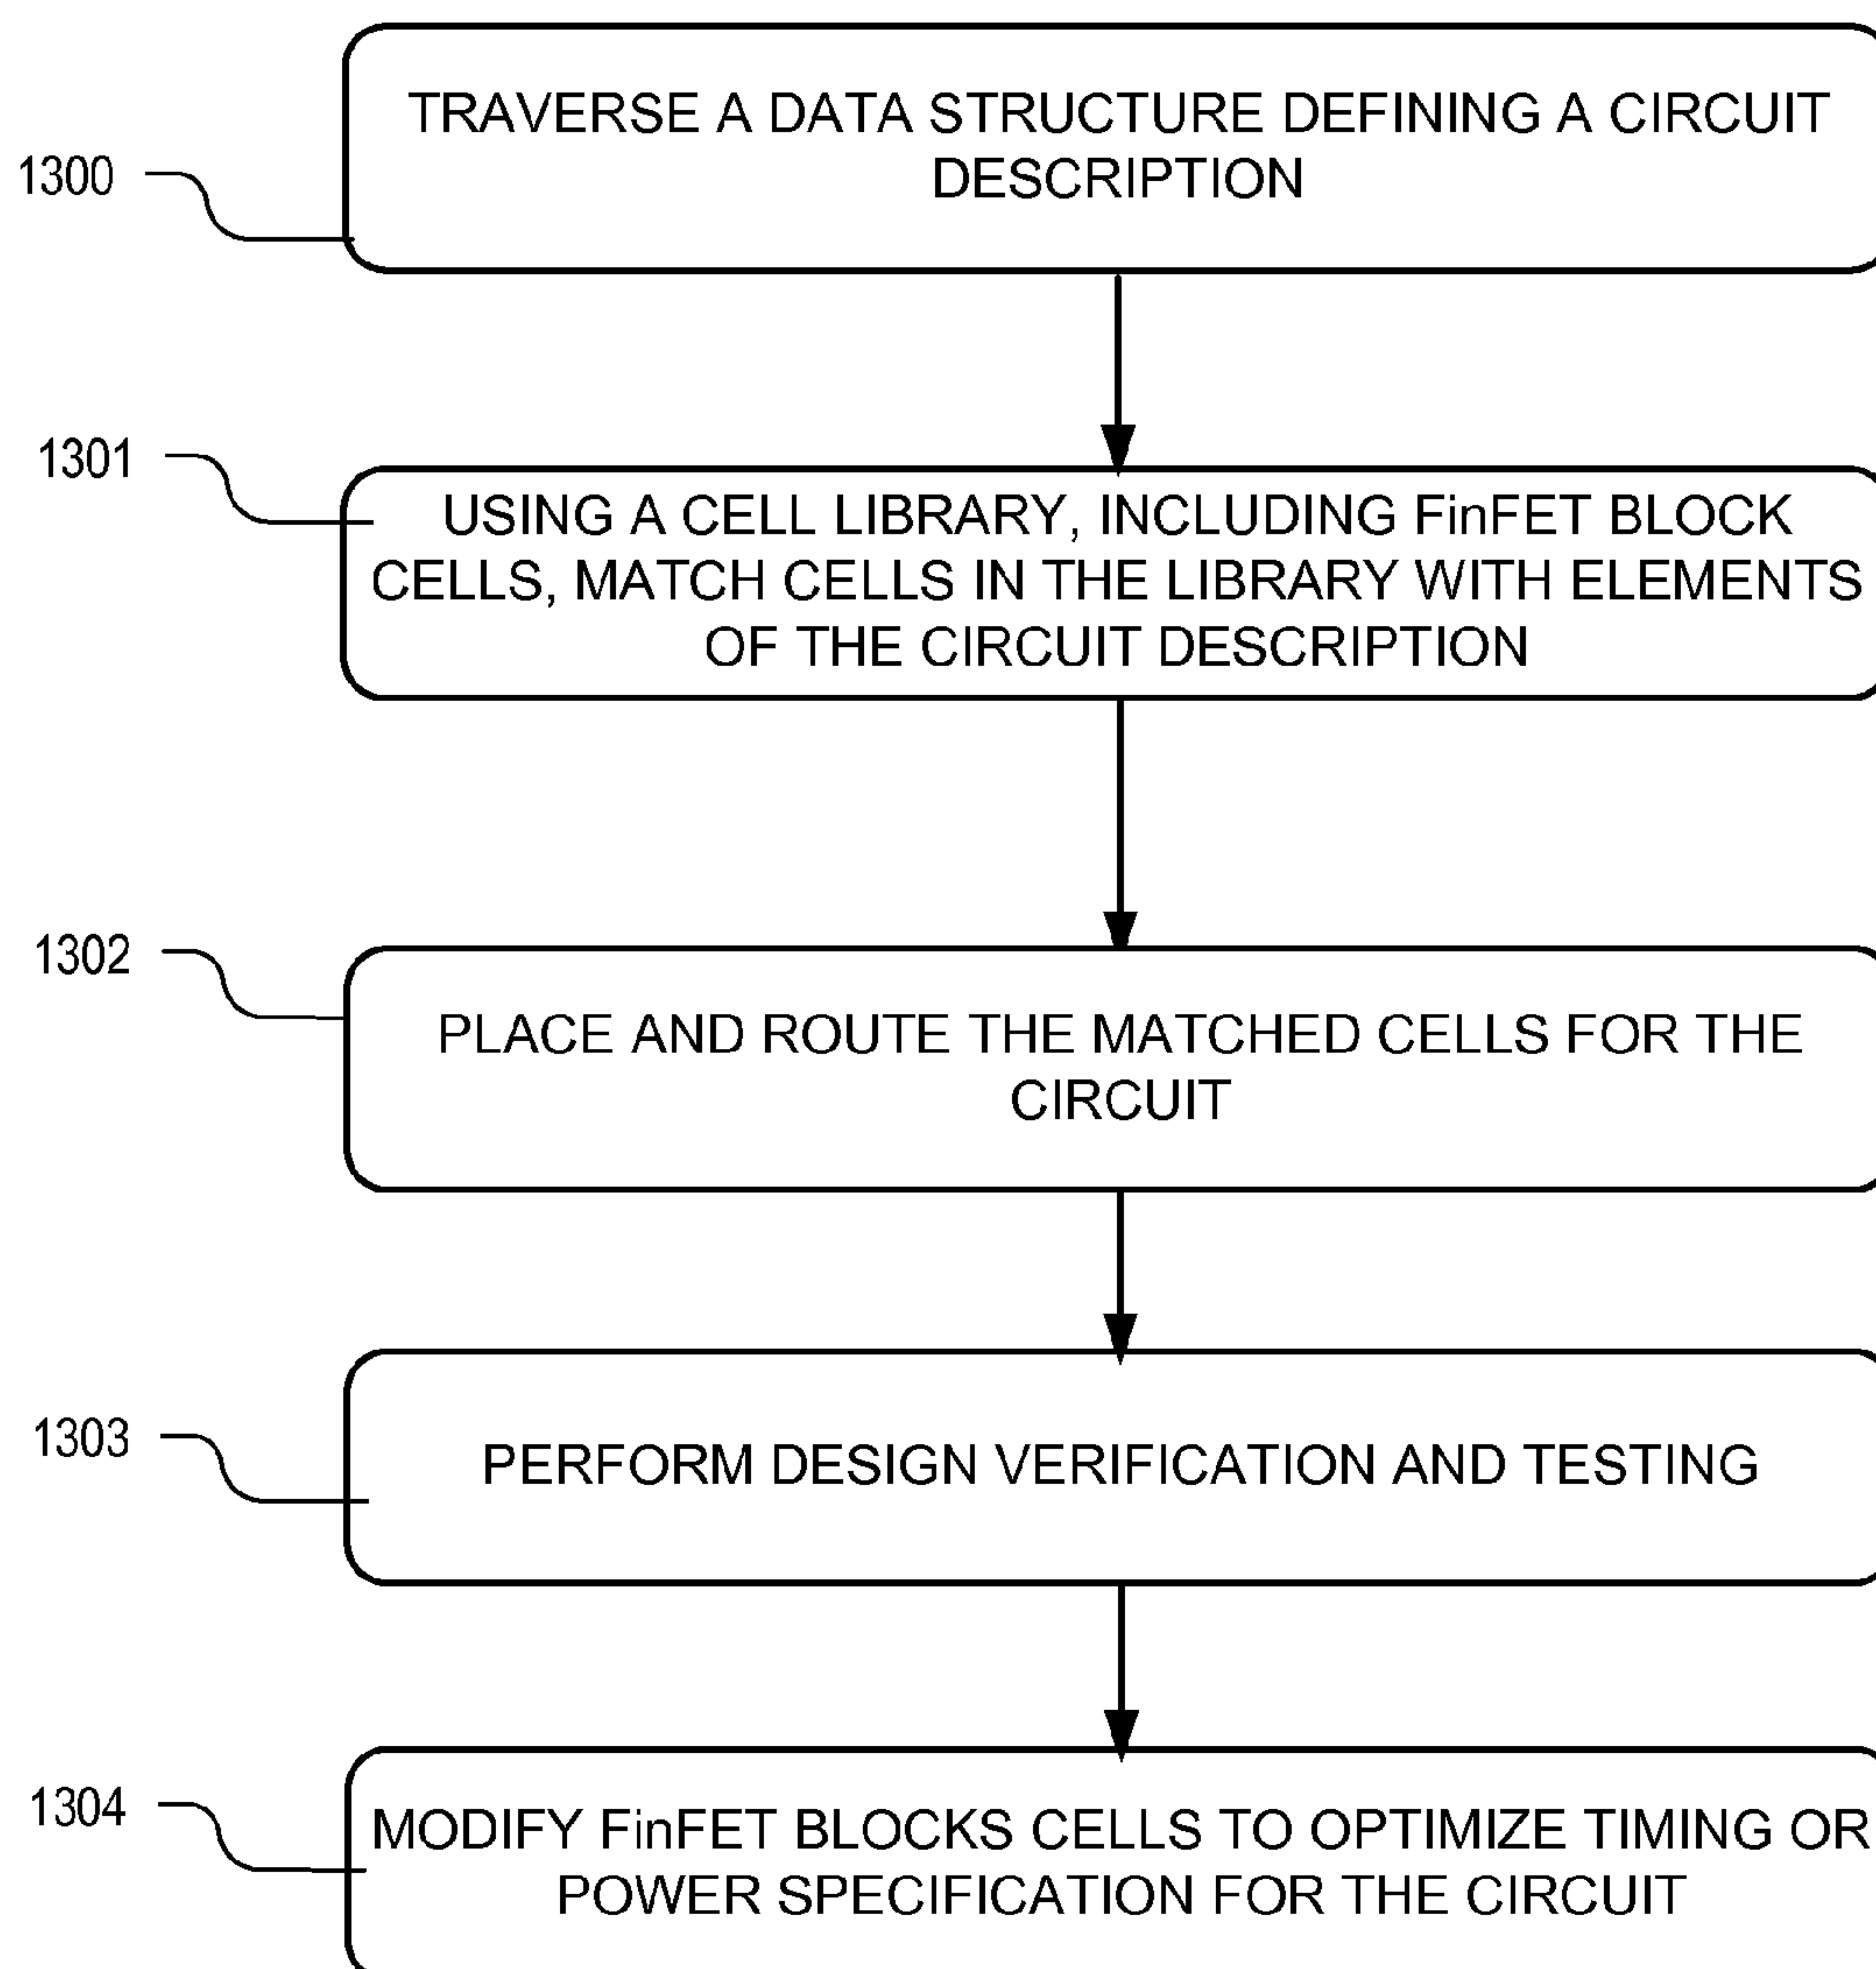 TRAVERSE A DATA STRUCTURE DEFINING A CIRCUIT
DESCRIPTION
1300
1301
USING A CELL LIBRARY, INCLUDING FinFET BLOCK
CELLS, MATCH CELLS IN THE LIBRARY WITH ELEMENTS
OF THE CIRCUIT DESCRIPTION
1302
PLACE AND ROUTE THE MATCHED CELLS FOR THE
CIRCUIT
1303
PERFORM DESIGN VERIFICATION AND TESTING
1304
MODIFY FinFET BLOCKS CELLS TO OPTIMIZE TIMING OR
POWER SPECIFICATION FOR THE CIRCUIT